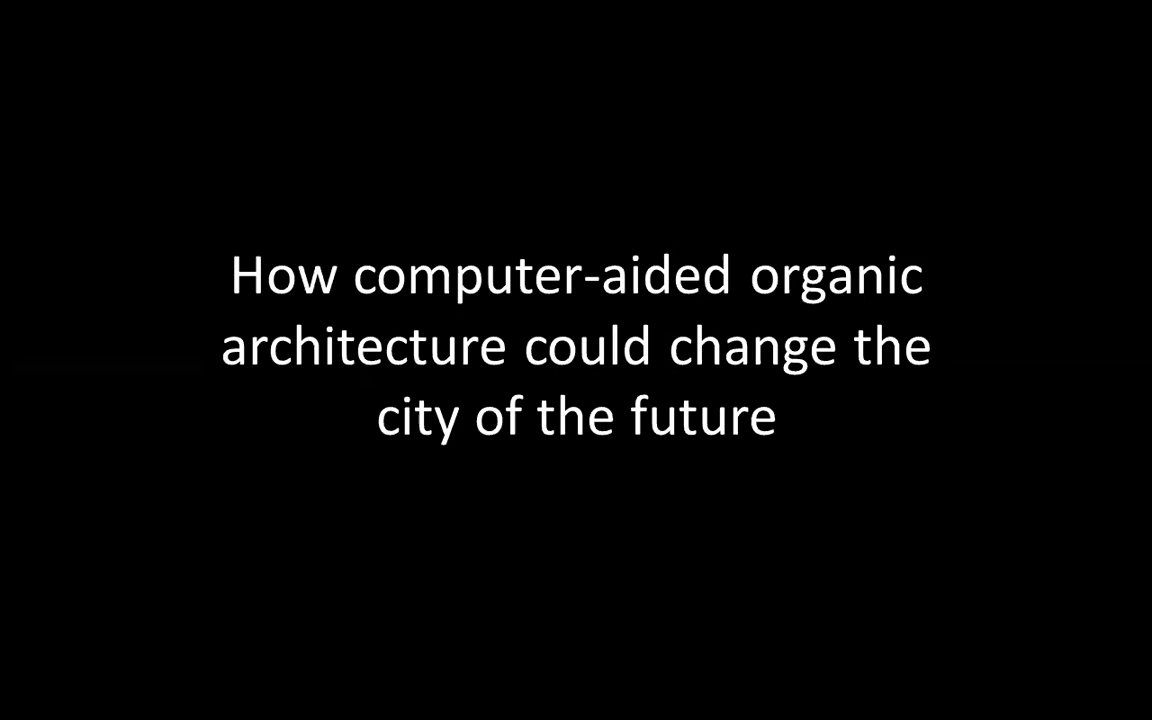 How computer-aided organic
architecture could change the
city of the future